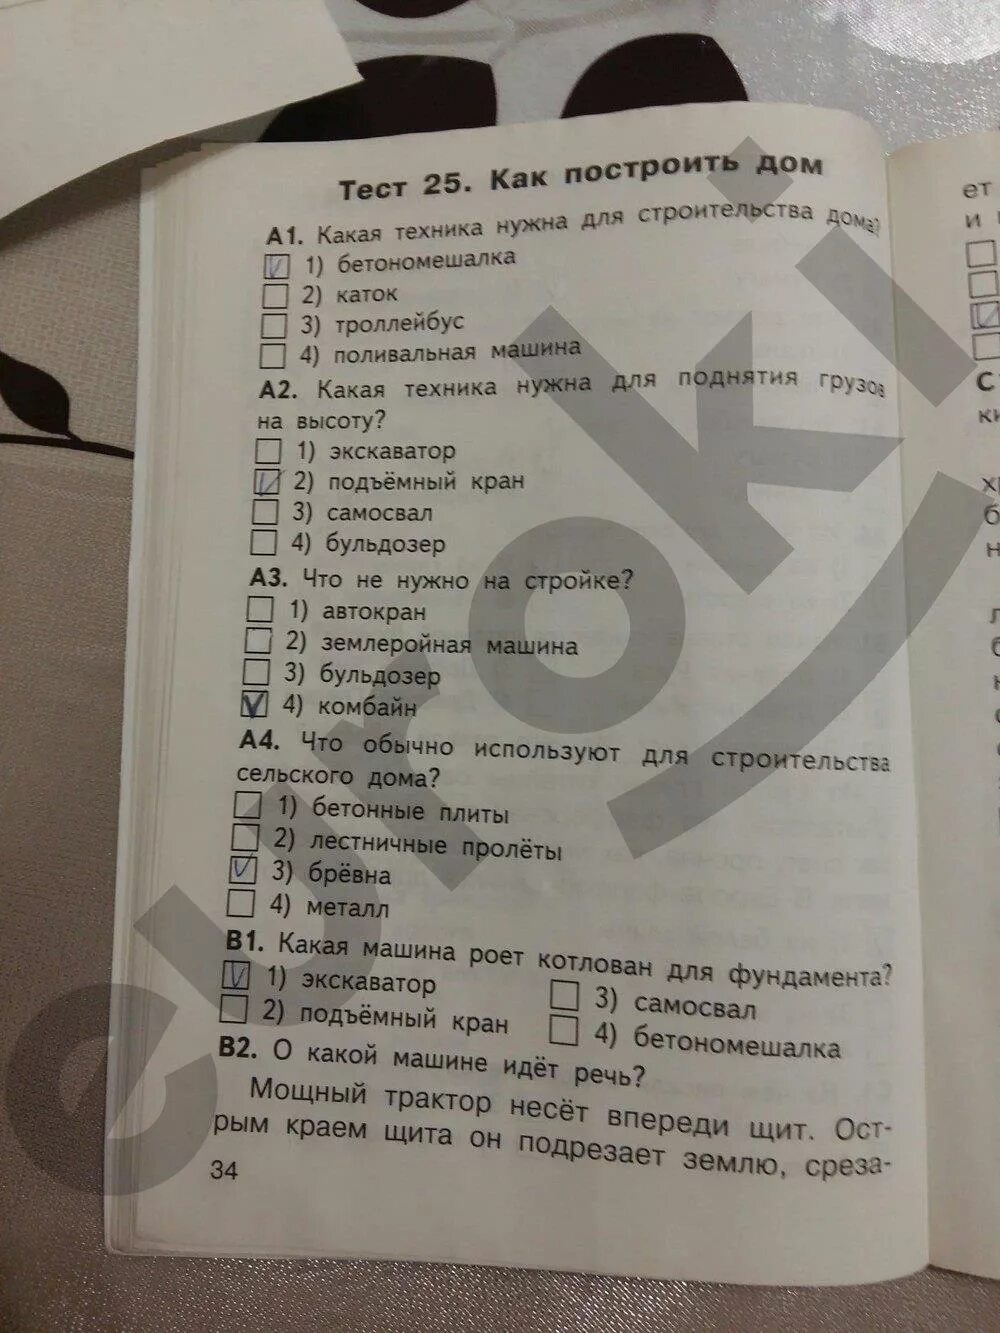 Тест 25. Как построить дом
А1. Какая техника нужна для строительства дома?
1) бетономешалка
2) каток
3) троллейбус
4) поливальная машина
А2. Какая техника нужна для поднятия грузов
на высоту?
1) экскаватор
2) подъёмный кран
3) самосвал
4) бульдозер
А3. Что не нужно на стройке?
1) автокран
2) землеройная машина
3) бульдозер
4) комбайн
А4. Что обычно используют для строительства
сельского дома?
1) бетонные плиты
2) лестничные пролёты
3) брёвна
4) металл
В1. Какая машина роет котлован для фундамента?
1) экскаватор
2) подъёмный кран
3) самосвал
4) бетономешалка
В2. О какой машине идёт речь?
Мощный трактор несёт впереди щит. Ост-
рым краем щита он подрезает землю, среза-
34
ет
и
euroki